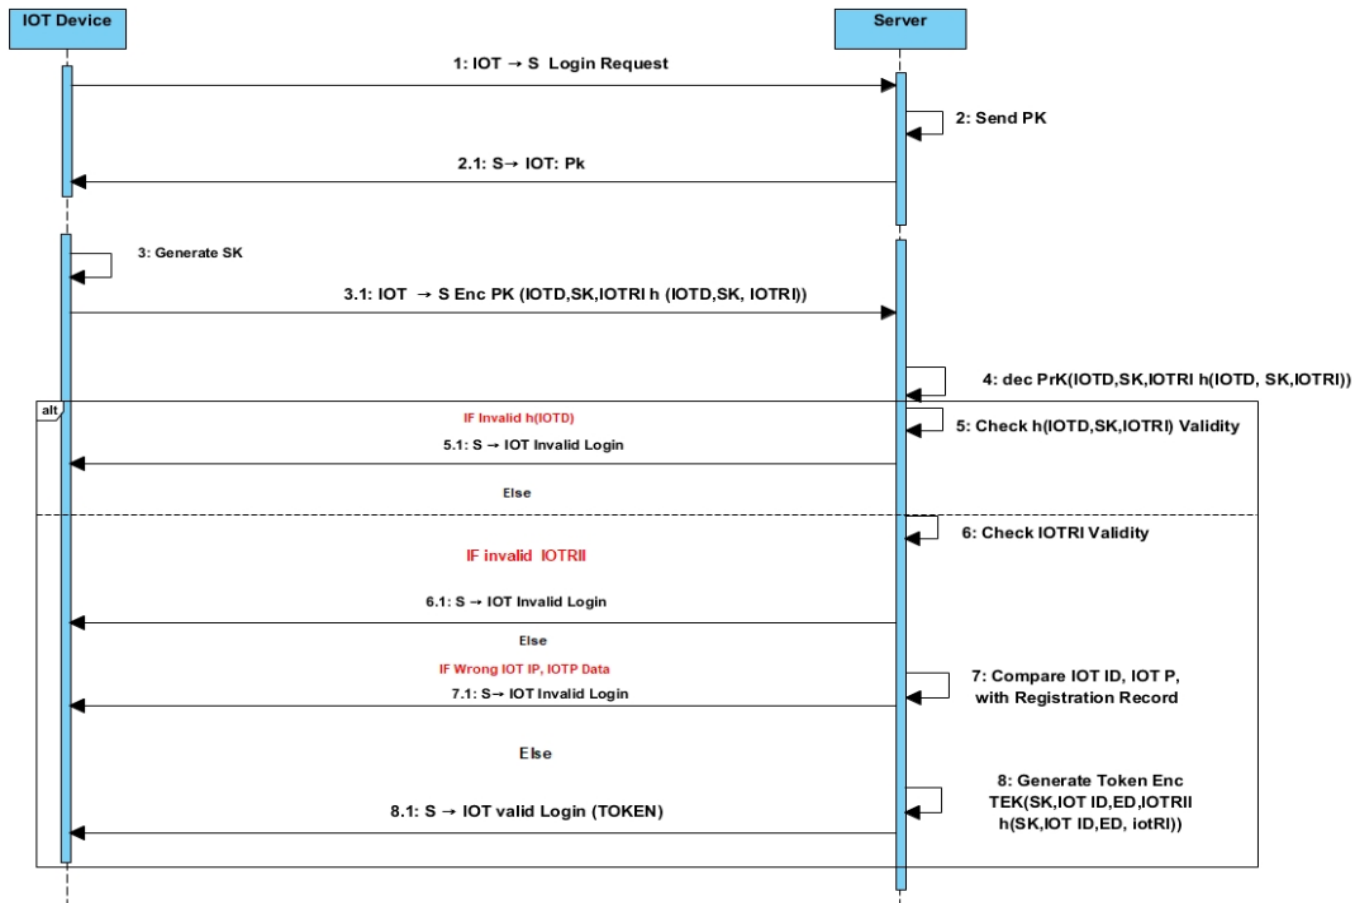 IOT Device
Server
1: IOT → S Login Request
2: Send PK
2.1: S→ IOT: Pk
3: Generate SK
3.1: IOT → S Enc PK (IOTD,SK,IOTRI h (IOTD,SK, IOTRI))
4: dec PrK(IOTD,SK,IOTRI h(IOTD, SK,IOTRI))
alt
IF Invalid h(IOTD)
5: Check h(IOTD,SK,IOTRI) Validity
5.1: S → IOT Invalid Login
Else
6: Check IOTRI Validity
IF invalid IOTRII
6.1: S → IOT Invalid Login
Else
IF Wrong IOT IP, IOTP Data
7: Compare IOT ID, IOT P,
with Registration Record
7.1: S→ IOT Invalid Login
Else
8: Generate Token Enc
TEK(SK,IOT ID,ED,IOTRII
h(SK,IOT ID,ED, iotRI))
8.1: S → IOT valid Login (TOKEN)